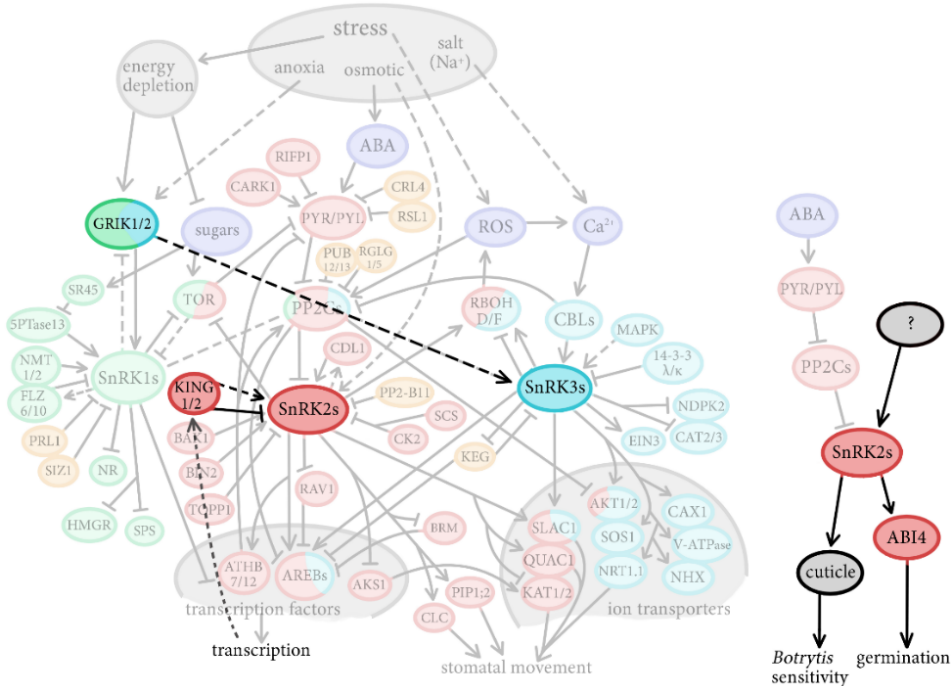 stress
salt
(Na⁺)
energy
depletion
anoxia
osmotic
ABA
RIFP1
CARK1
CRL4
RSL1
PYR/PYL
GRIK1/2
sugars
ROS
Ca²⁺
PUB
12/13
RGLG
1/5
SR45
TOR
PP2Cs
RBOH
D/F
CBLs
MAPK
5PTase13
CDL1
14-3-3
λ/κ
NMT
1/2
SnRK1s
KING
1/2
SnRK2s
PP2-B11
SnRK3s
FLZ
6/10
SCS
NDPK2
PRL1
BAK1
CK2
KEG
EIN3
CAT2/3
SIZ1
NR
BIN2
TOPP1
RAV1
HMGR
SPS
BRM
SLAC1
AKT1/2
CAX1
SOS1
V-ATPase
QUAC1
ATHB
7/12
AREBs
AKS1
NRT1.1
NHX
PIP1;2
KAT1/2
transcription factors
CLC
ion transporters
transcription
stomatal movement
ABA
PYR/PYL
?
PP2Cs
SnRK2s
ABI4
cuticle
Botrytis
sensitivity
germination